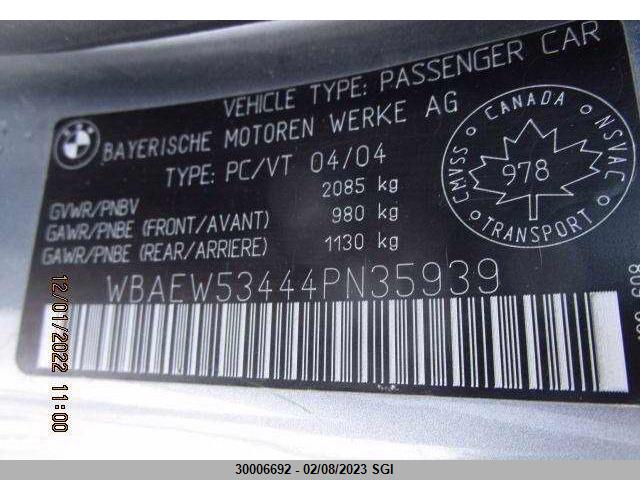 VEHICLE TYPE: PASSENGER CAR
BMW
BAYERISCHE MOTOREN WERKE AG
TYPE: PC/VT 04/04
GVWR/PNBV 2085 kg
GAWR/PNBE (FRONT/AVANT) 980 kg
GAWR/PNBE (REAR/ARRIERE) 1130 kg
CANADA
CMVSS
978
NSVAC
TRANSPORT
WBAEW53444PN35939
12/01/2022 11:00
30006692 - 02/08/2023 SGI